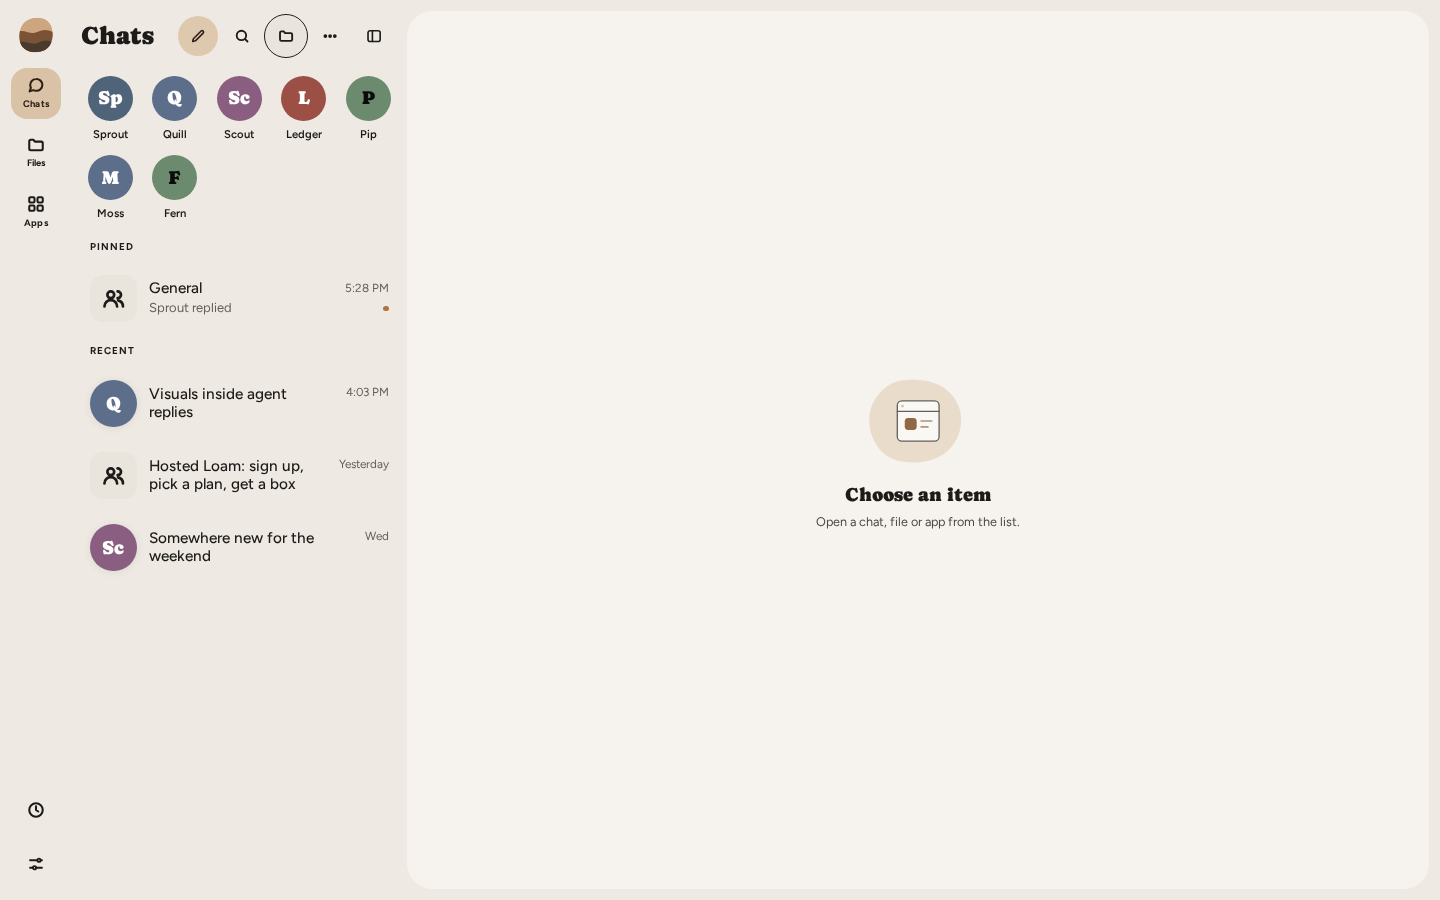 Chats
Chats
Files
Apps
Sp
Q
Sc
L
P
Sprout
Quill
Scout
Ledger
Pip
M
F
Moss
Fern
PINNED
General
5:28 PM
Sprout replied
RECENT
Q
Visuals inside agent
replies
4:03 PM
Hosted Loam: sign up,
pick a plan, get a box
Yesterday
Sc
Somewhere new for the
weekend
Wed
Choose an item
Open a chat, file or app from the list.